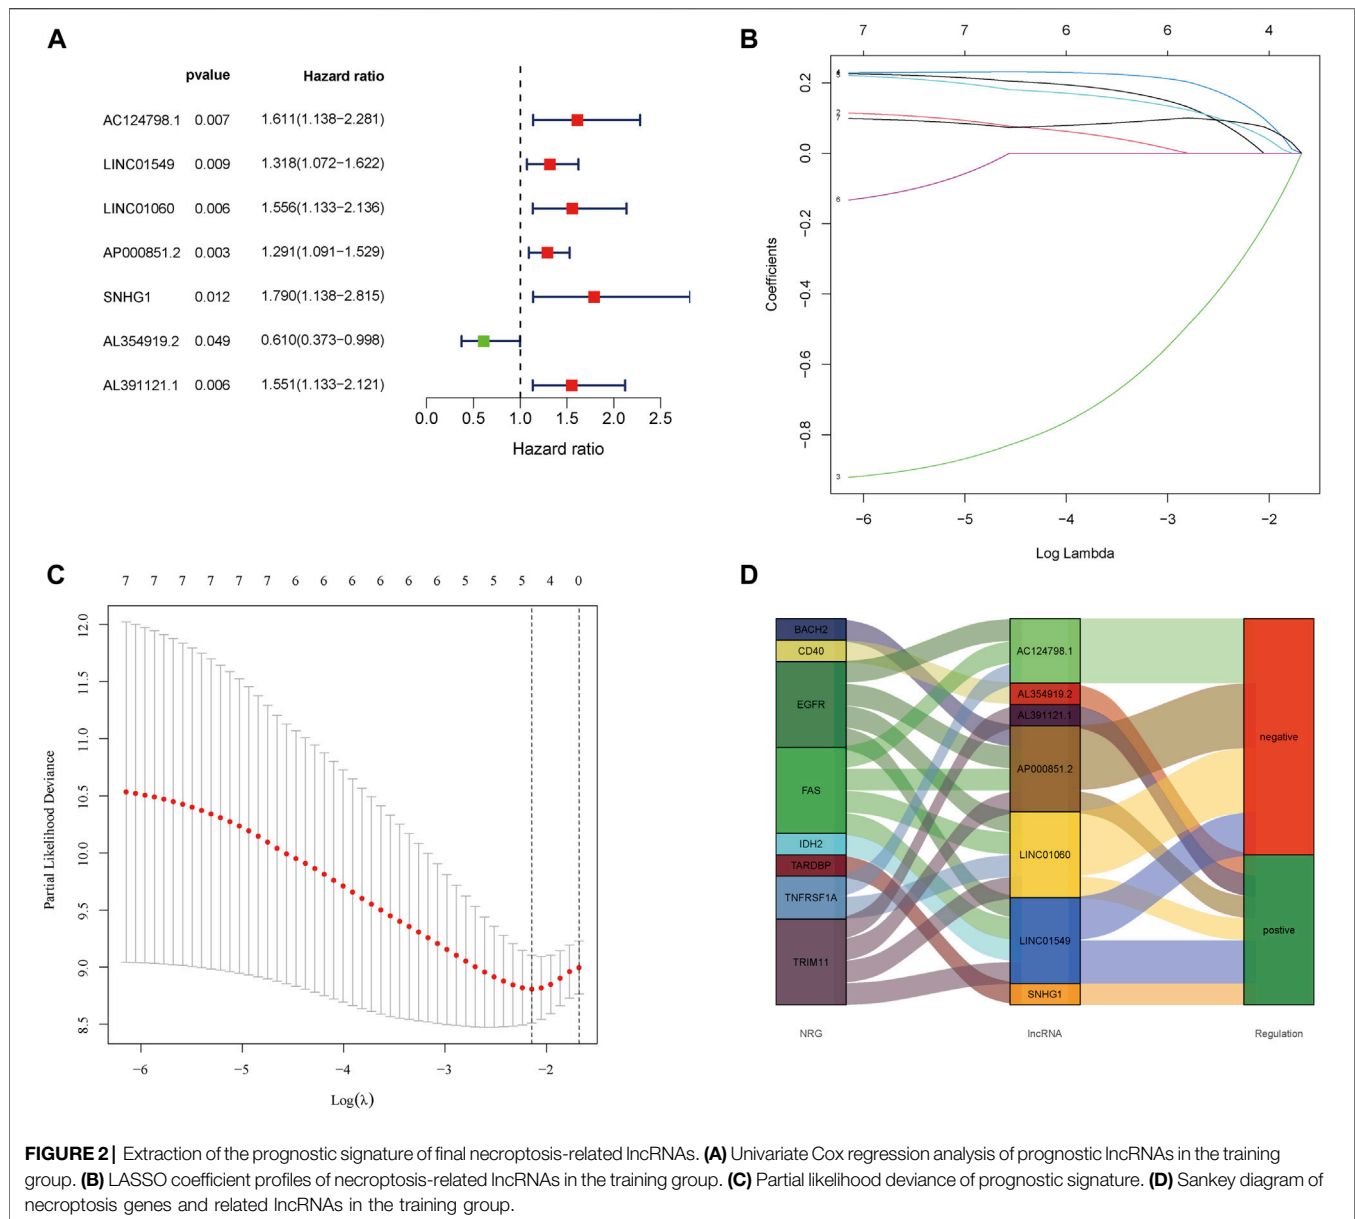 A
pvalue Hazard ratio
AC124798.1 0.007 1.611(1.138−2.281)
LINC01549 0.009 1.318(1.072−1.622)
LINC01060 0.006 1.556(1.133−2.136)
AP000851.2 0.003 1.291(1.091−1.529)
SNHG1 0.012 1.790(1.138−2.815)
AL354919.2 0.049 0.610(0.373−0.998)
AL391121.1 0.006 1.551(1.133−2.121)
0.0 0.5 1.0 1.5 2.0 2.5
Hazard ratio
B
7 7 6 6 4
0.2
0.0
−0.2
−0.4
−0.6
−0.8
Coefficients
2
7
6
3
−6 −5 −4 −3 −2
Log Lambda
C
7 7 7 7 7 7 6 6 6 6 6 6 5 5 5 4 0
12.0
11.5
11.0
10.5
10.0
9.5
9.0
8.5
Partial Likelihood Deviance
−6 −5 −4 −3 −2
Log(λ)
D
BACH2
CD40
EGFR
FAS
IDH2
TARDBP
TNFRSF1A
TRIM11
AC124798.1
AL354919.2
AL391121.1
AP000851.2
LINC01060
LINC01549
SNHG1
negative
postive
NRG lncRNA Regulation
FIGURE 2 | Extraction of the prognostic signature of final necroptosis-related lncRNAs. (A) Univariate Cox regression analysis of prognostic lncRNAs in the training
group. (B) LASSO coefficient profiles of necroptosis-related lncRNAs in the training group. (C) Partial likelihood deviance of prognostic signature. (D) Sankey diagram of
necroptosis genes and related lncRNAs in the training group.